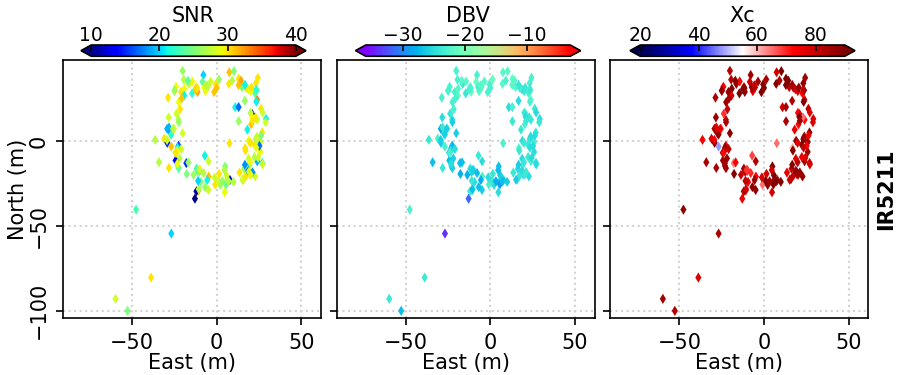 SNR DBV Xc
10 20 30 40 −30 −20 −10 20 40 60 80
North (m)
0
−50
−100
−50 0 50 −50 0 50 −50 0 50
East (m) East (m) East (m)
IR5211